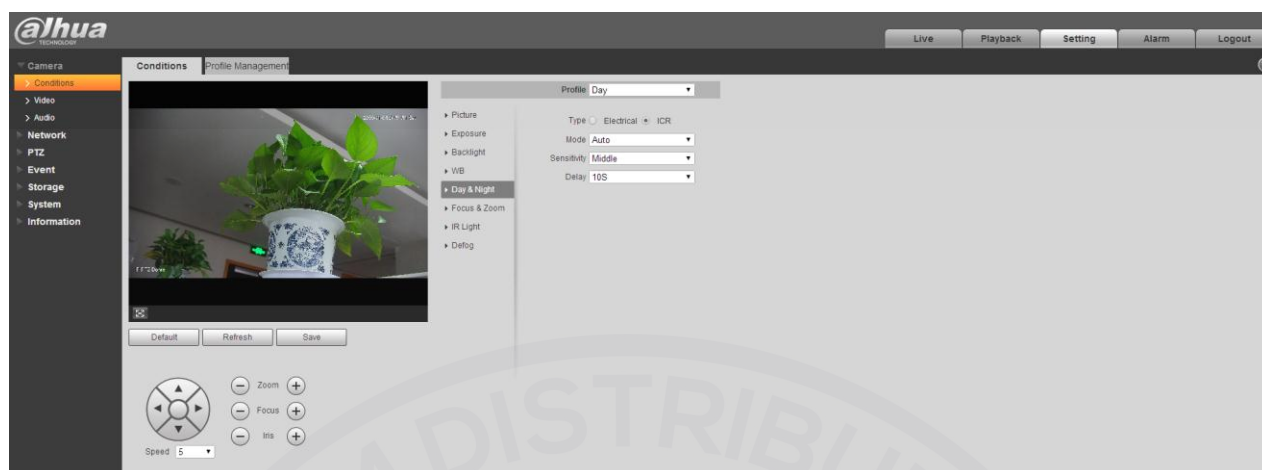 alhua
TECHNOLOGY
Live
Playback
Setting
Alarm
Logout
Camera
Conditions
Video
Audio
Network
PTZ
Event
Storage
System
Information
Conditions
Profile Management
Default
Refresh
Save
Zoom
Focus
Iris
Speed 5
Picture
Exposure
Backlight
WB
Day & Night
Focus & Zoom
IR Light
Defog
Profile Day
Type Electrical ICR
Mode Auto
Sensitivity Middle
Delay 10S